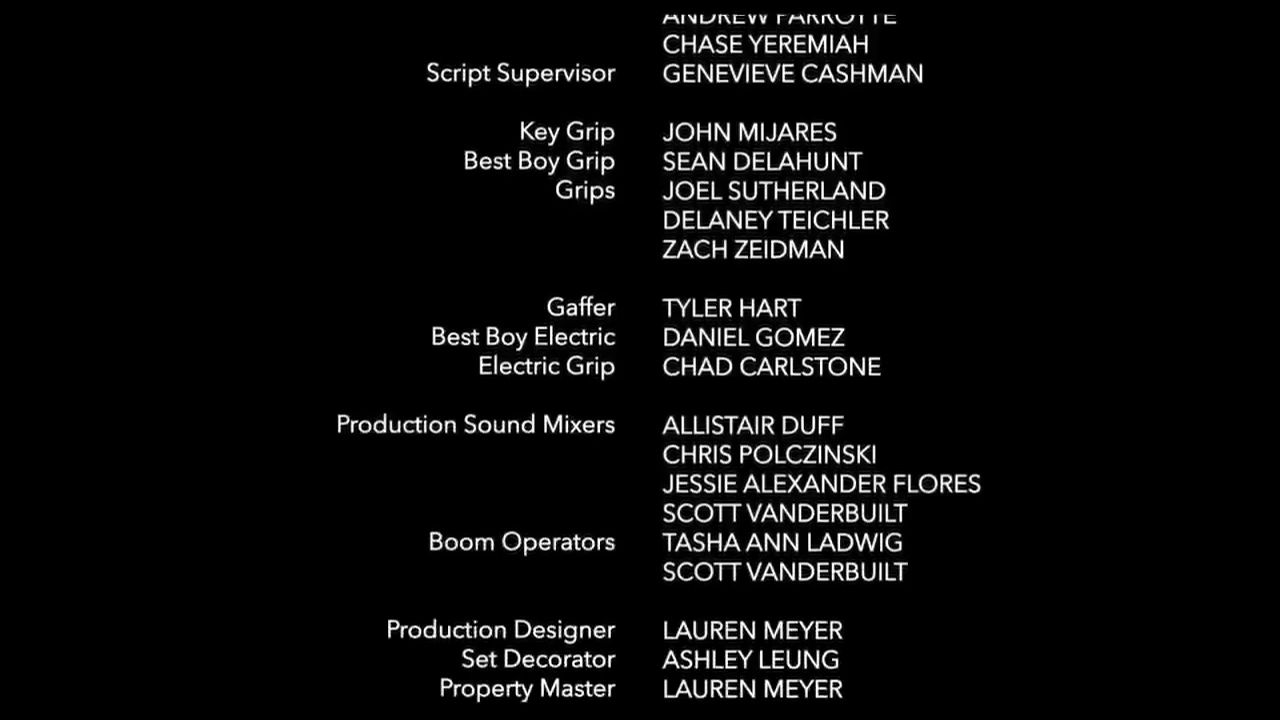 ANDREW PARROTTE
CHASE YEREMIAH
Script Supervisor GENEVIEVE CASHMAN
Key Grip JOHN MIJARES
Best Boy Grip SEAN DELAHUNT
Grips JOEL SUTHERLAND
DELANEY TEICHLER
ZACH ZEIDMAN
Gaffer TYLER HART
Best Boy Electric DANIEL GOMEZ
Electric Grip CHAD CARLSTONE
Production Sound Mixers ALLISTAIR DUFF
CHRIS POLCZINSKI
JESSIE ALEXANDER FLORES
SCOTT VANDERBUILT
Boom Operators TASHA ANN LADWIG
SCOTT VANDERBUILT
Production Designer LAUREN MEYER
Set Decorator ASHLEY LEUNG
Property Master LAUREN MEYER